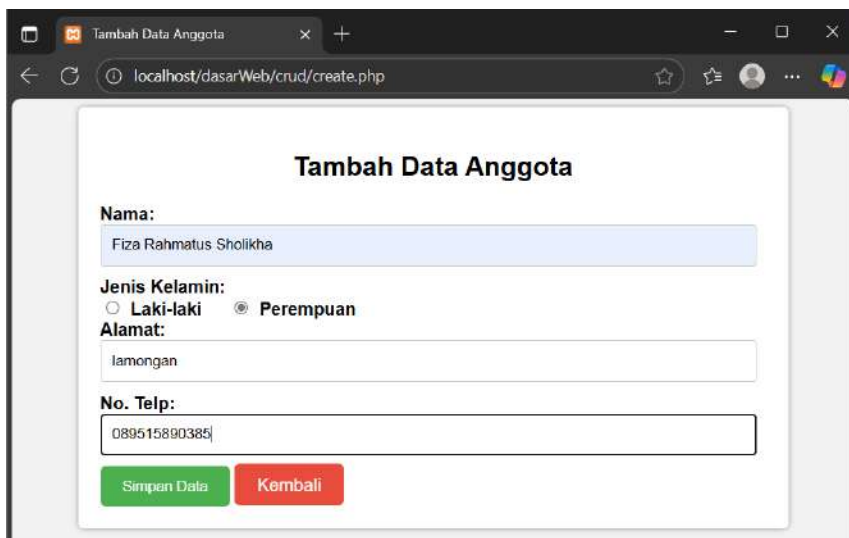 Tambah Data Anggota
localhost/dasarWeb/crud/create.php
Tambah Data Anggota
Nama:
Fiza Rahmatus Sholikha
Jenis Kelamin:
Laki-laki Perempuan
Alamat:
lamongan
No. Telp:
089515890385
Simpan Data Kembali